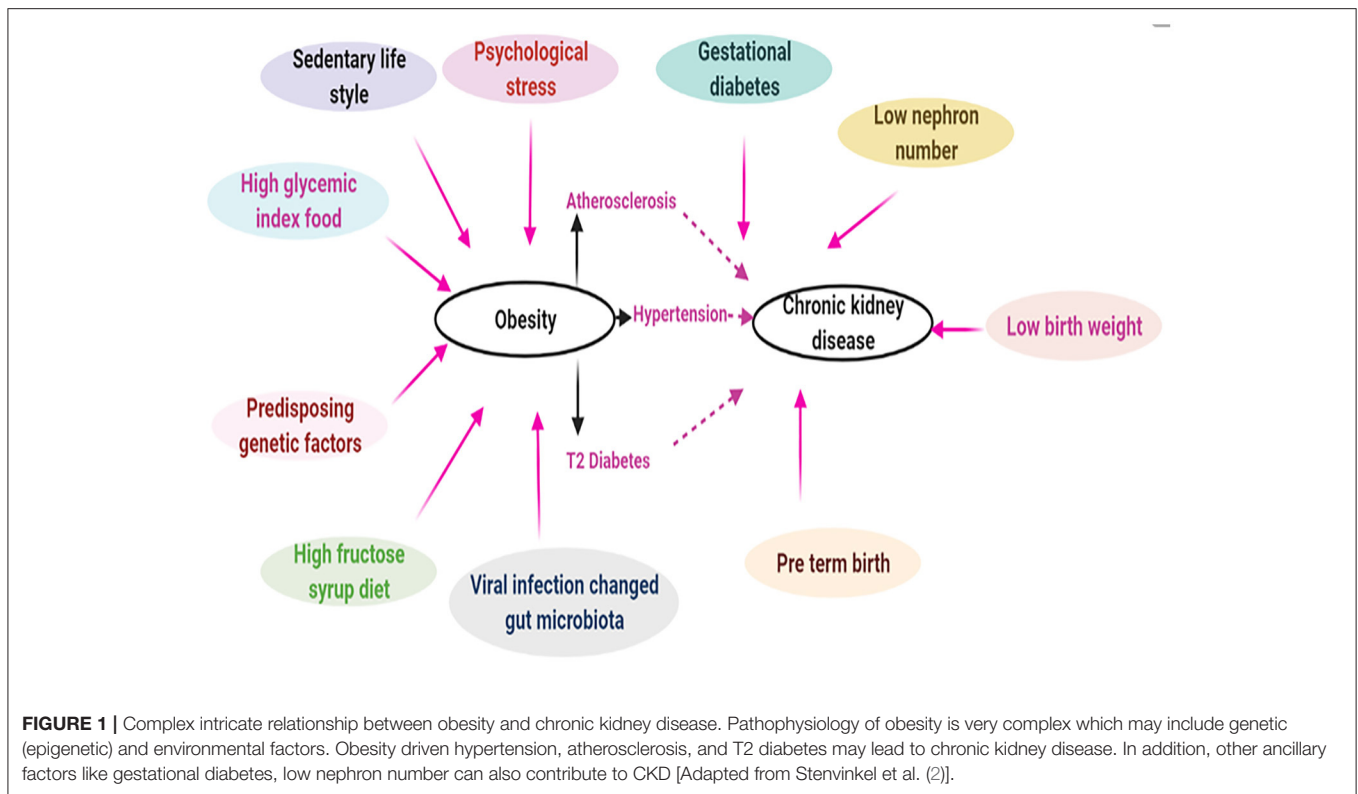 Sedentary life
style
Psychological
stress
Gestational
diabetes
Low nephron
number
High glycemic
index food
Atherosclerosis
Obesity
Hypertension-
Chronic kidney
disease
Low birth weight
Predisposing
genetic factors
T2 Diabetes
High fructose
syrup diet
Viral infection changed
gut microbiota
Pre term birth
FIGURE 1 | Complex intricate relationship between obesity and chronic kidney disease. Pathophysiology of obesity is very complex which may include genetic
(epigenetic) and environmental factors. Obesity driven hypertension, atherosclerosis, and T2 diabetes may lead to chronic kidney disease. In addition, other ancillary
factors like gestational diabetes, low nephron number can also contribute to CKD [Adapted from Stenvinkel et al. (2)].